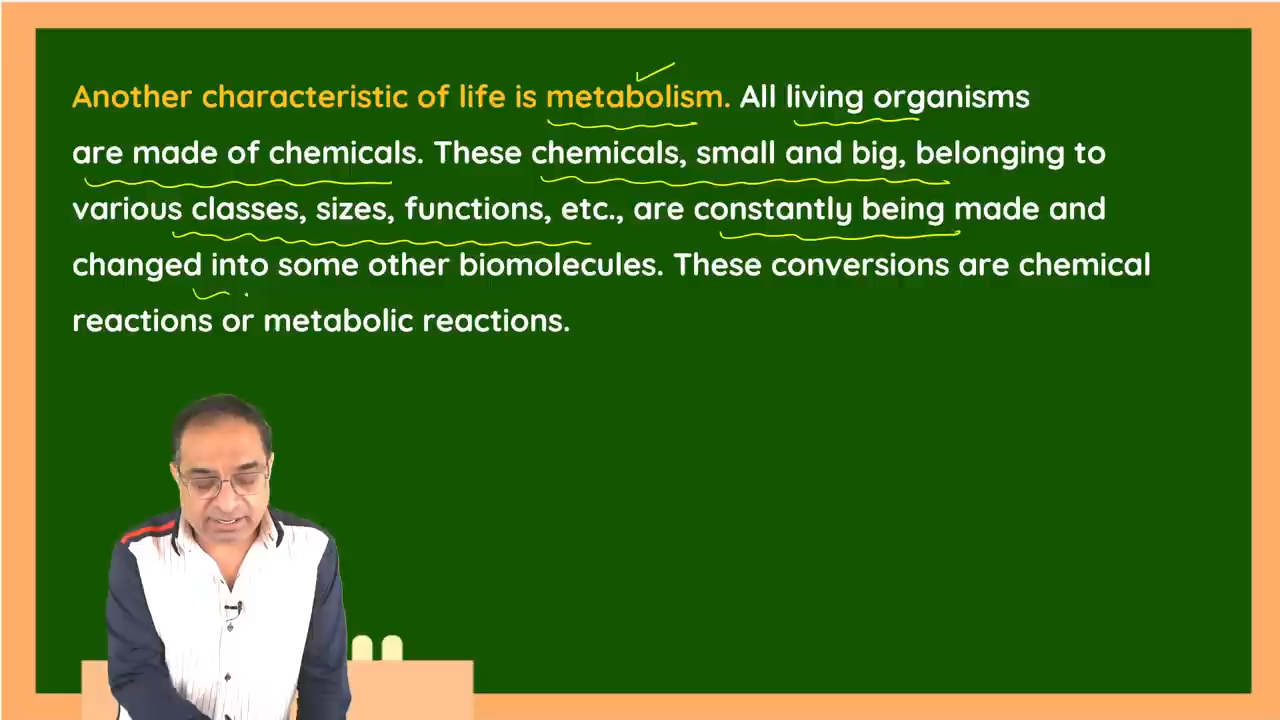 Another characteristic of life is metabolism. All living organisms
are made of chemicals. These chemicals, small and big, belonging to
various classes, sizes, functions, etc., are constantly being made and
changed into some other biomolecules. These conversions are chemical
reactions or metabolic reactions.